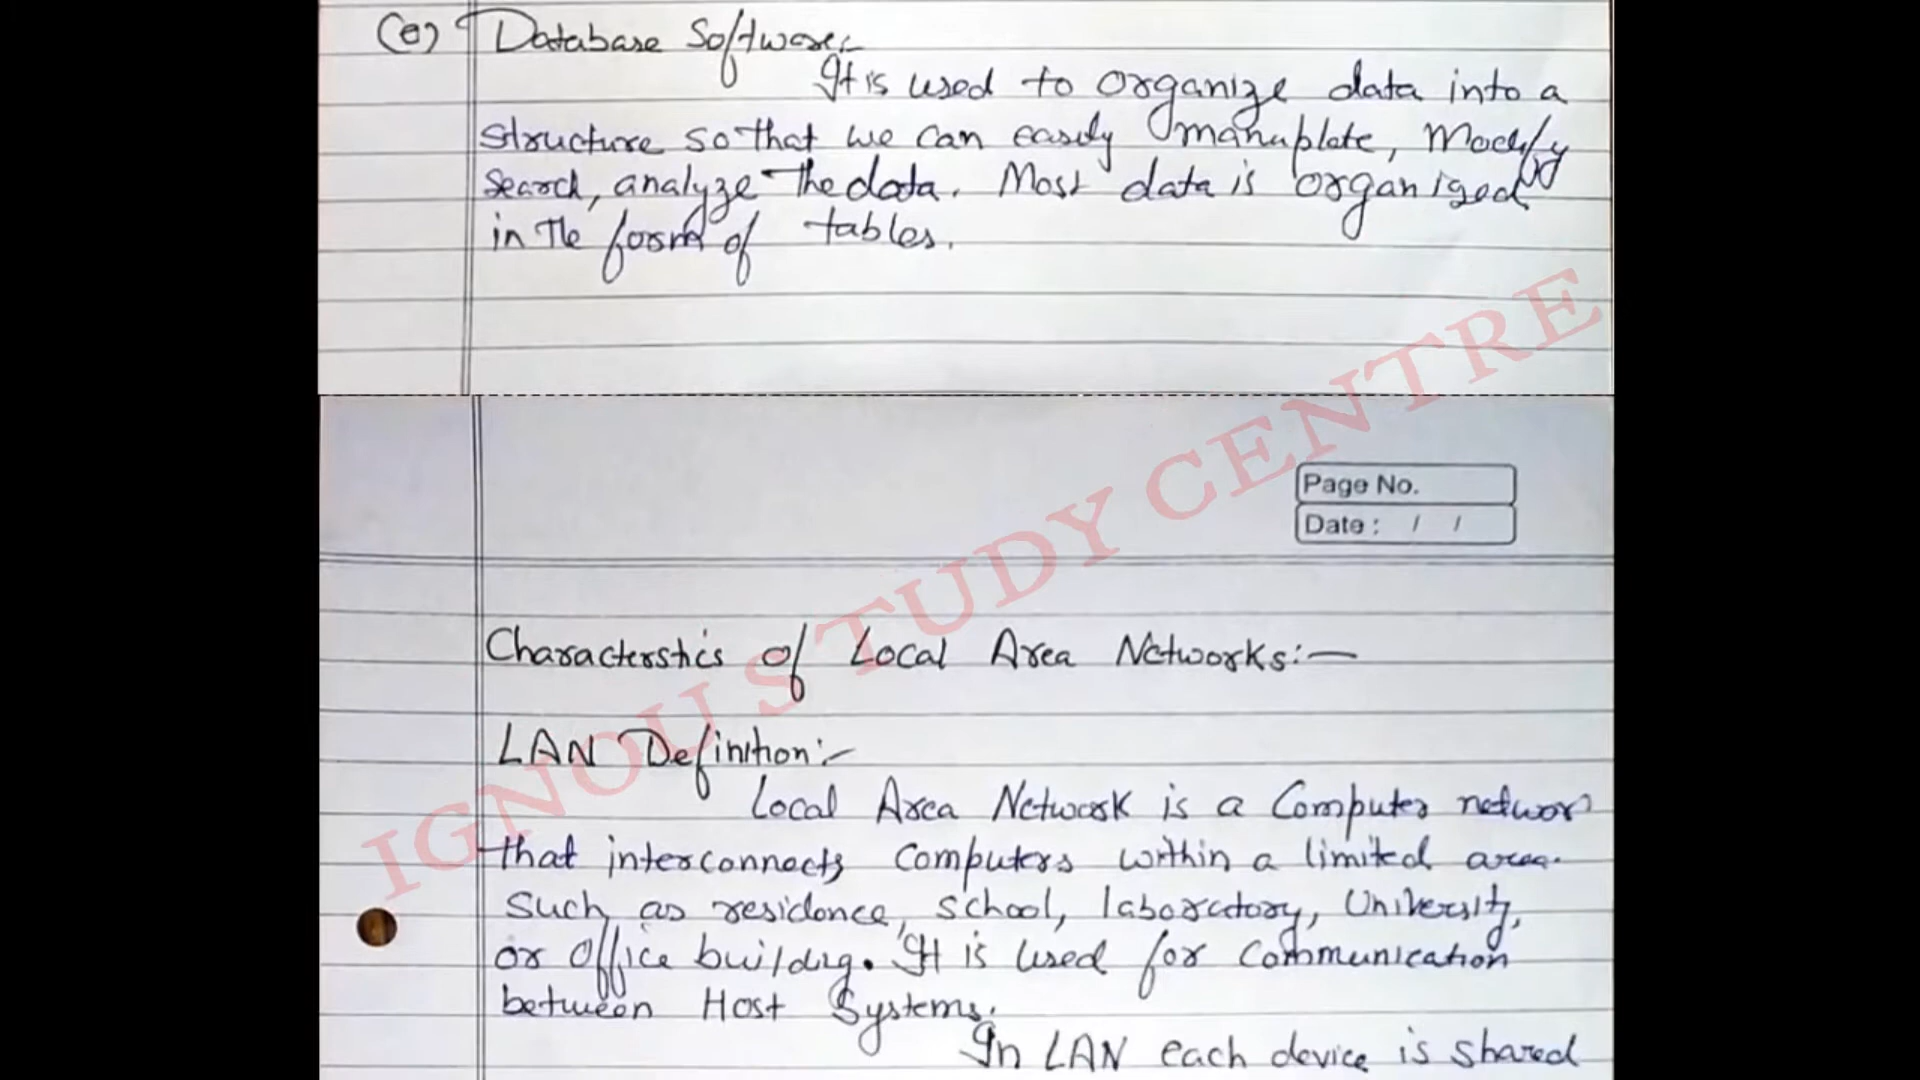 (e) Database Software:-
It is used to organize data into a
structure so that we can easily manuplate, Modify
Search, analyze the data. Most data is organised
in the form of tables.
Page No.
Date : / /
Characterstics of Local Area Networks:-
LAN Definition:-
Local Area Network is a Computer networ
that interconnects computers within a limited area.
Such as residence, school, laboratory, University,
or Office buildig. It is used for communication
between Host Systems.
In LAN each device is shared
IGNOU STUDY CENTRE